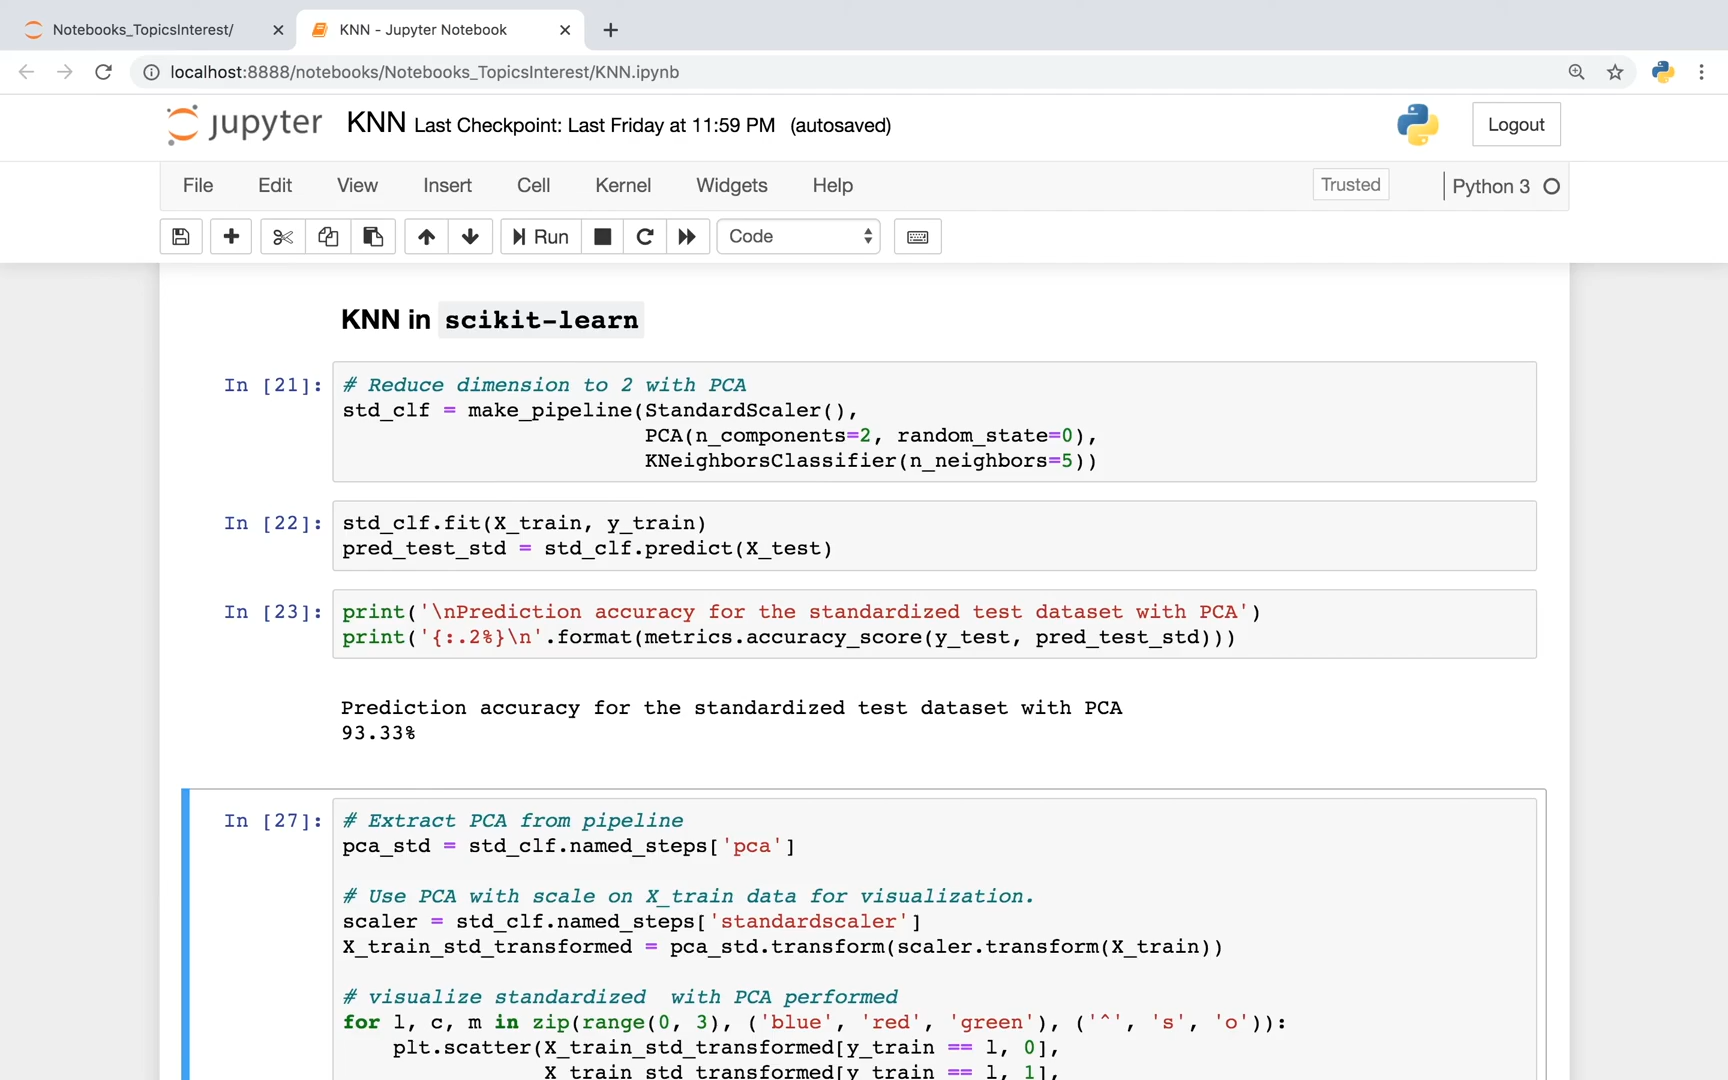 Notebooks_TopicsInterest/
KNN - Jupyter Notebook
localhost:8888/notebooks/Notebooks_TopicsInterest/KNN.ipynb
jupyter KNN Last Checkpoint: Last Friday at 11:59 PM (autosaved)
Logout
File Edit View Insert Cell Kernel Widgets Help
Trusted
Python 3
Run
Code
KNN in scikit-learn
In [21]: # Reduce dimension to 2 with PCA
std_clf = make_pipeline(StandardScaler(),
PCA(n_components=2, random_state=0),
KNeighborsClassifier(n_neighbors=5))
In [22]: std_clf.fit(X_train, y_train)
pred_test_std = std_clf.predict(X_test)
In [23]: print('\nPrediction accuracy for the standardized test dataset with PCA')
print('{:.2%}\n'.format(metrics.accuracy_score(y_test, pred_test_std)))
Prediction accuracy for the standardized test dataset with PCA
93.33%
In [27]: # Extract PCA from pipeline
pca_std = std_clf.named_steps['pca']
# Use PCA with scale on X_train data for visualization.
scaler = std_clf.named_steps['standardscaler']
X_train_std_transformed = pca_std.transform(scaler.transform(X_train))
# visualize standardized  with PCA performed
for l, c, m in zip(range(0, 3), ('blue', 'red', 'green'), ('^', 's', 'o')):
plt.scatter(X_train_std_transformed[y_train == l, 0],
X_train_std_transformed[y_train == l, 1],